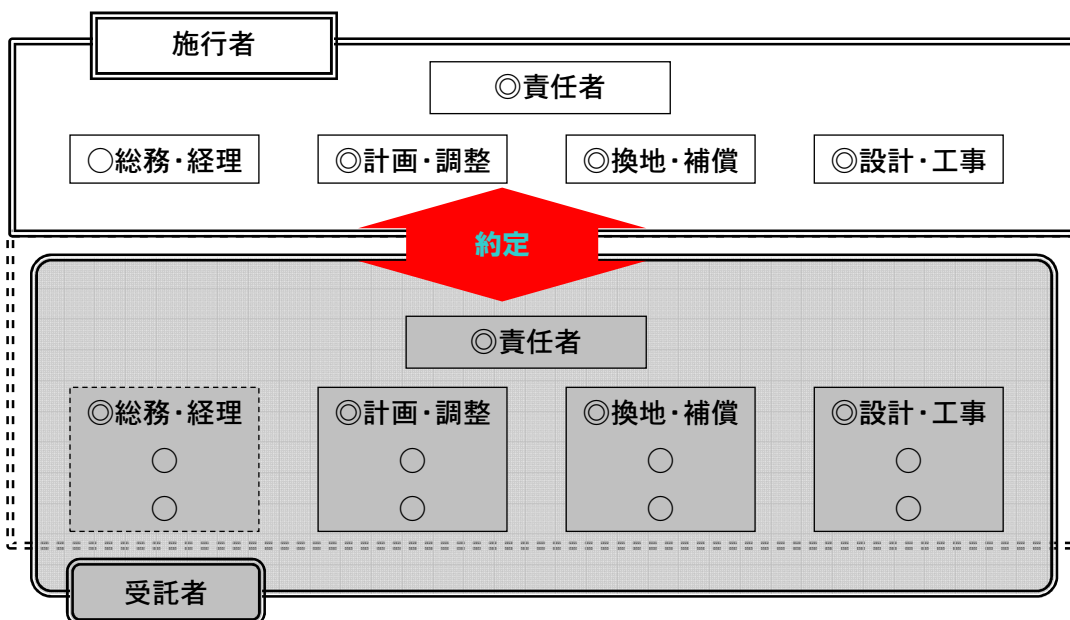 施行者
◎責任者
○総務・経理 ◎計画・調整 ◎換地・補償 ◎設計・工事
約定
◎責任者
◎総務・経理 ◎計画・調整 ◎換地・補償 ◎設計・工事
○ ○ ○ ○
○ ○ ○ ○
受託者